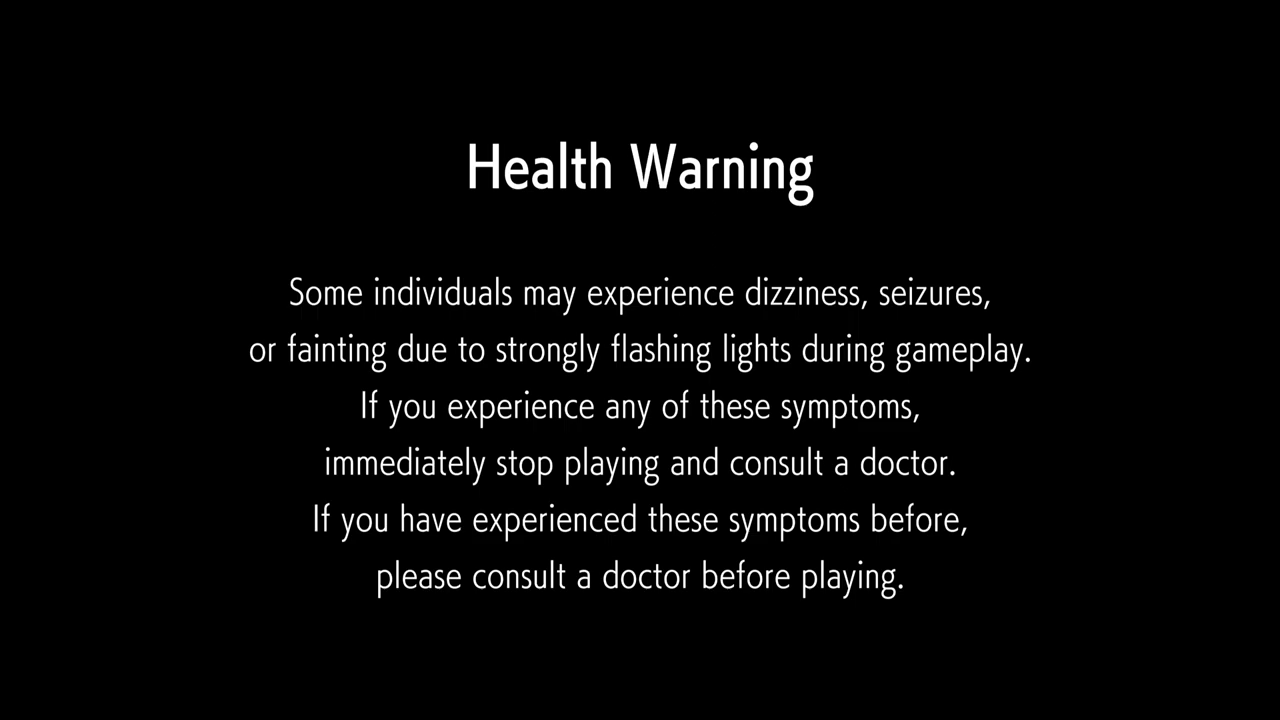 Health Warning
Some individuals may experience dizziness, seizures,
or fainting due to strongly flashing lights during gameplay.
If you experience any of these symptoms,
immediately stop playing and consult a doctor.
If you have experienced these symptoms before,
please consult a doctor before playing.